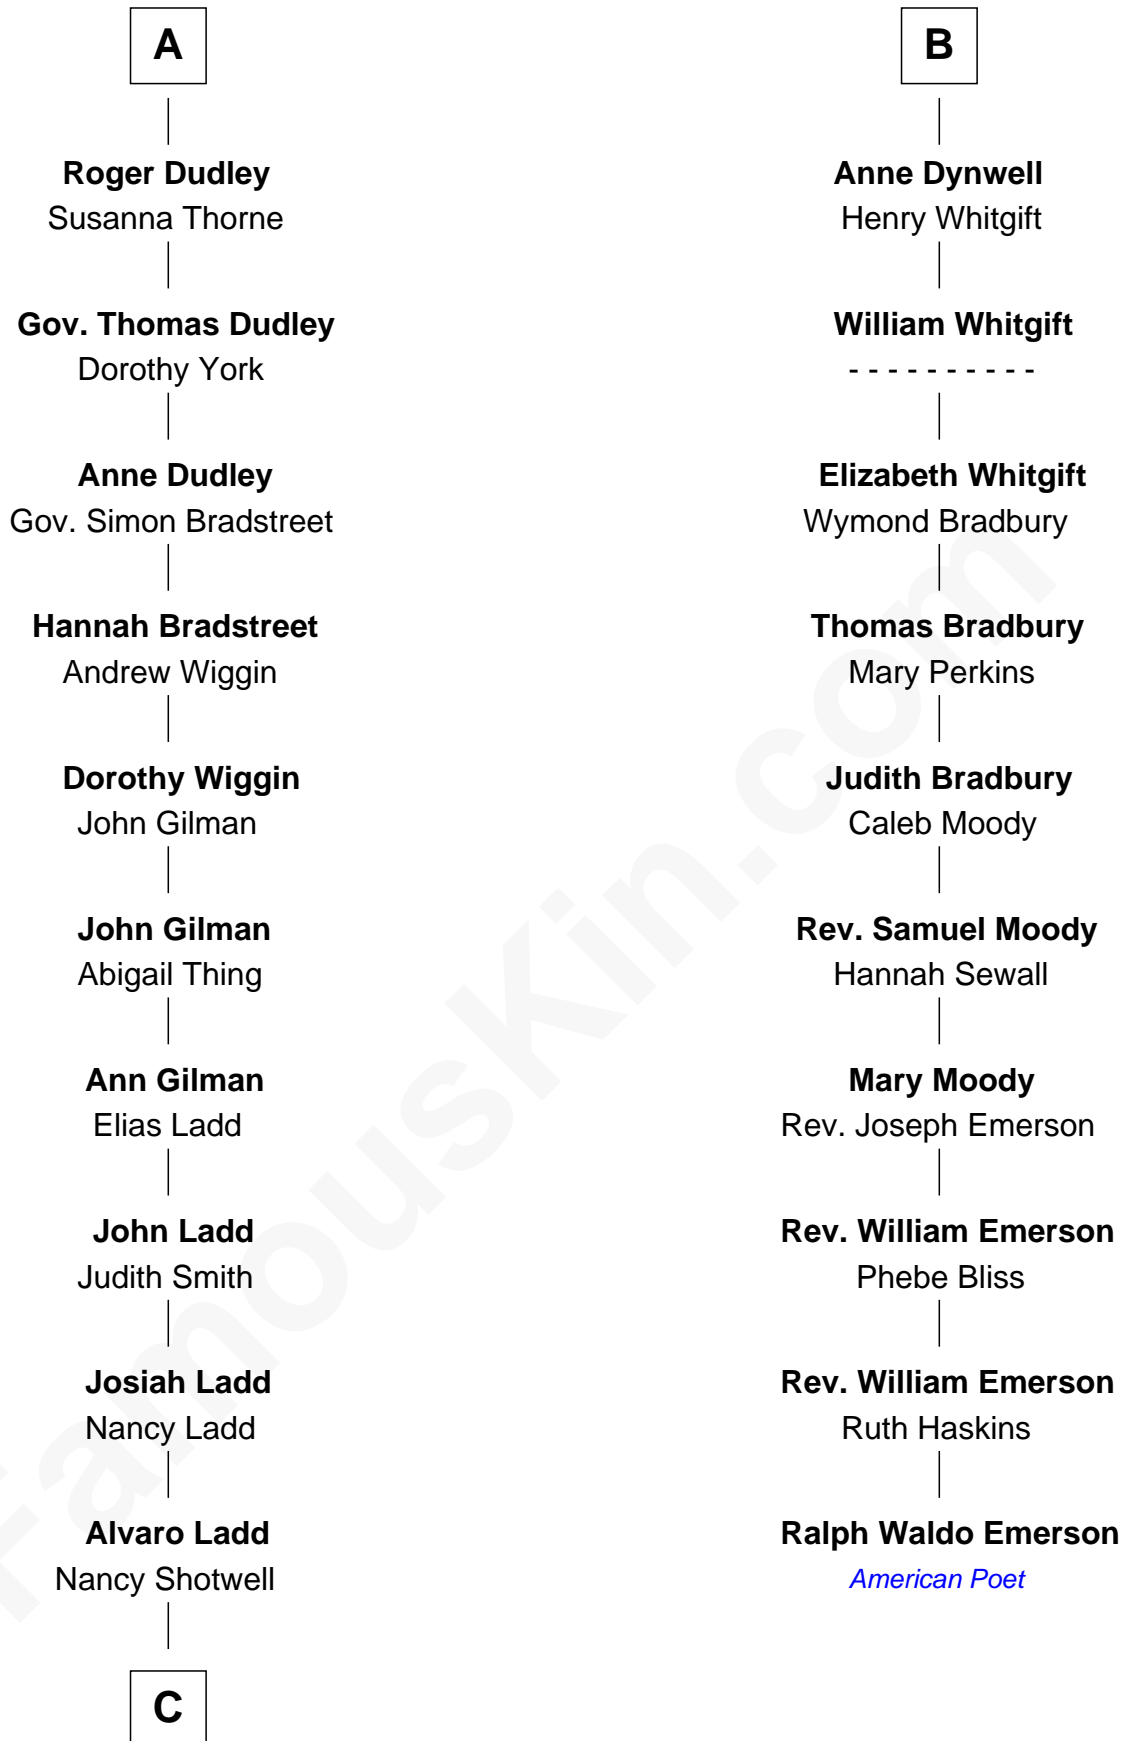 A
Roger Dudley
Susanna Thorne
Gov. Thomas Dudley
Dorothy York
Anne Dudley
Gov. Simon Bradstreet
Hannah Bradstreet
Andrew Wiggin
Dorothy Wiggin
John Gilman
John Gilman
Abigail Thing
Ann Gilman
Elias Ladd
John Ladd
Judith Smith
Josiah Ladd
Nancy Ladd
Alvaro Ladd
Nancy Shotwell
C
B
Anne Dynwell
Henry Whitgift
William Whitgift
- - - - - - - - - -
Elizabeth Whitgift
Wymond Bradbury
Thomas Bradbury
Mary Perkins
Judith Bradbury
Caleb Moody
Rev. Samuel Moody
Hannah Sewall
Mary Moody
Rev. Joseph Emerson
Rev. William Emerson
Phebe Bliss
Rev. William Emerson
Ruth Haskins
Ralph Waldo Emerson
American Poet
FamousKin.com